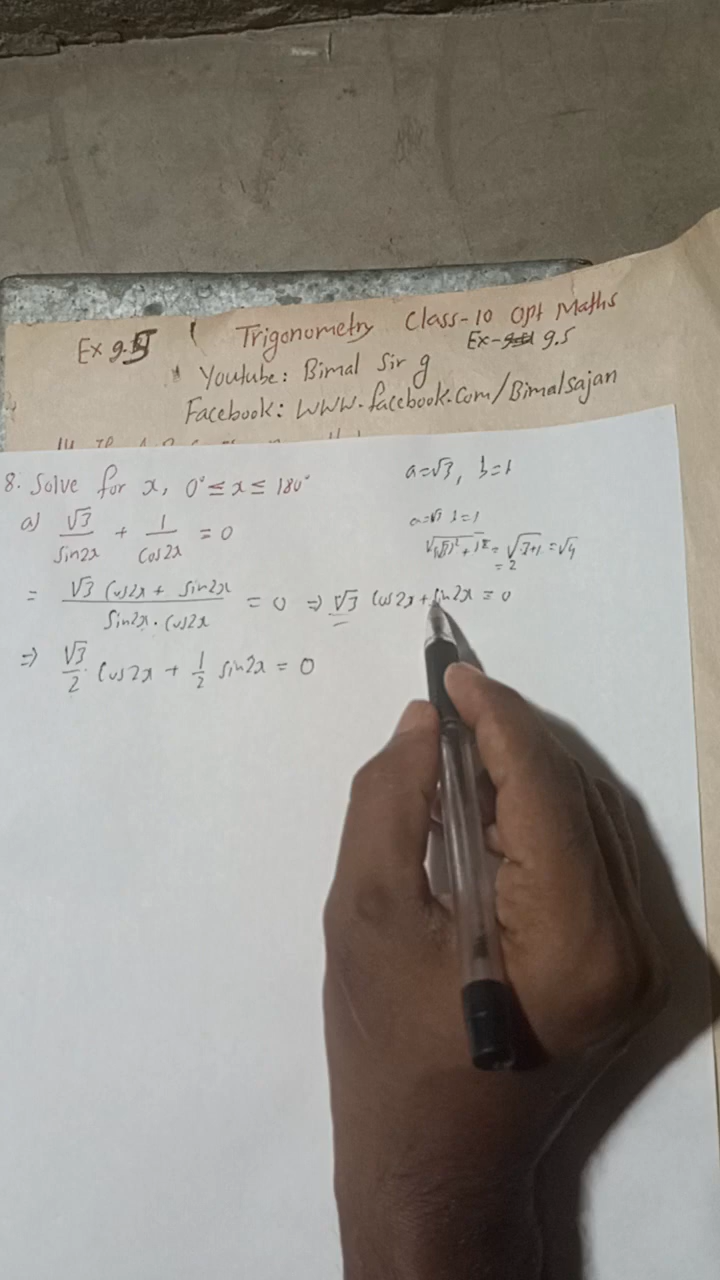 Ex 9.5 Trigonometry Class-10 Opt Maths
Ex- 9.5
Youtube: Bimal Sir g
Facebook: WWW.facebook.com/Bimalsajan
8. Solve for x, 0° ≤ x ≤ 180°
a=√3, b=1
a) √3/sin2x + 1/cos2x = 0
a=√3 b=1
√(√3)² + 1² = √3+1 = √4
= 2
= √3 cos2x + sin2x / sin2x . cos2x = 0 ⇒ √3 cos2x + sin2x = 0
⇒ √3/2 . cos2x + 1/2 sin2x = 0